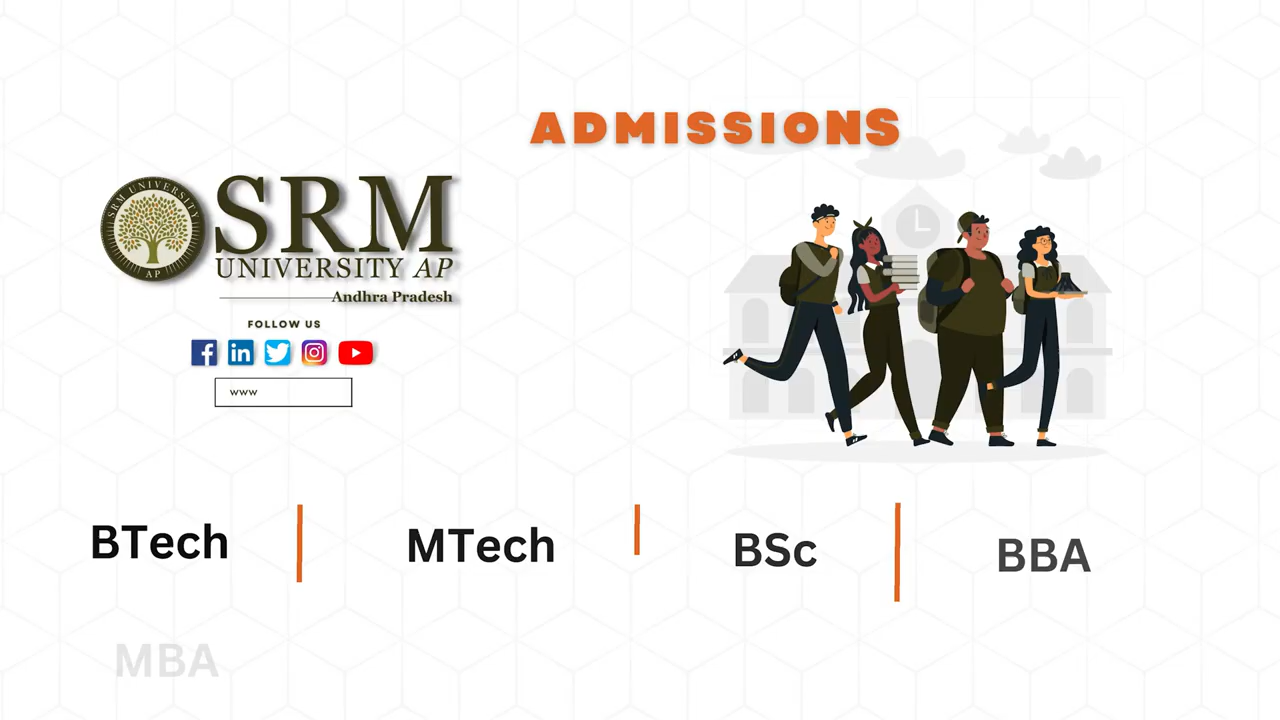 ADMISSIONS
SRM UNIVERSITY
AP
SRM
UNIVERSITY AP
Andhra Pradesh
FOLLOW US
www
BTech
MTech
BSc
BBA
MBA